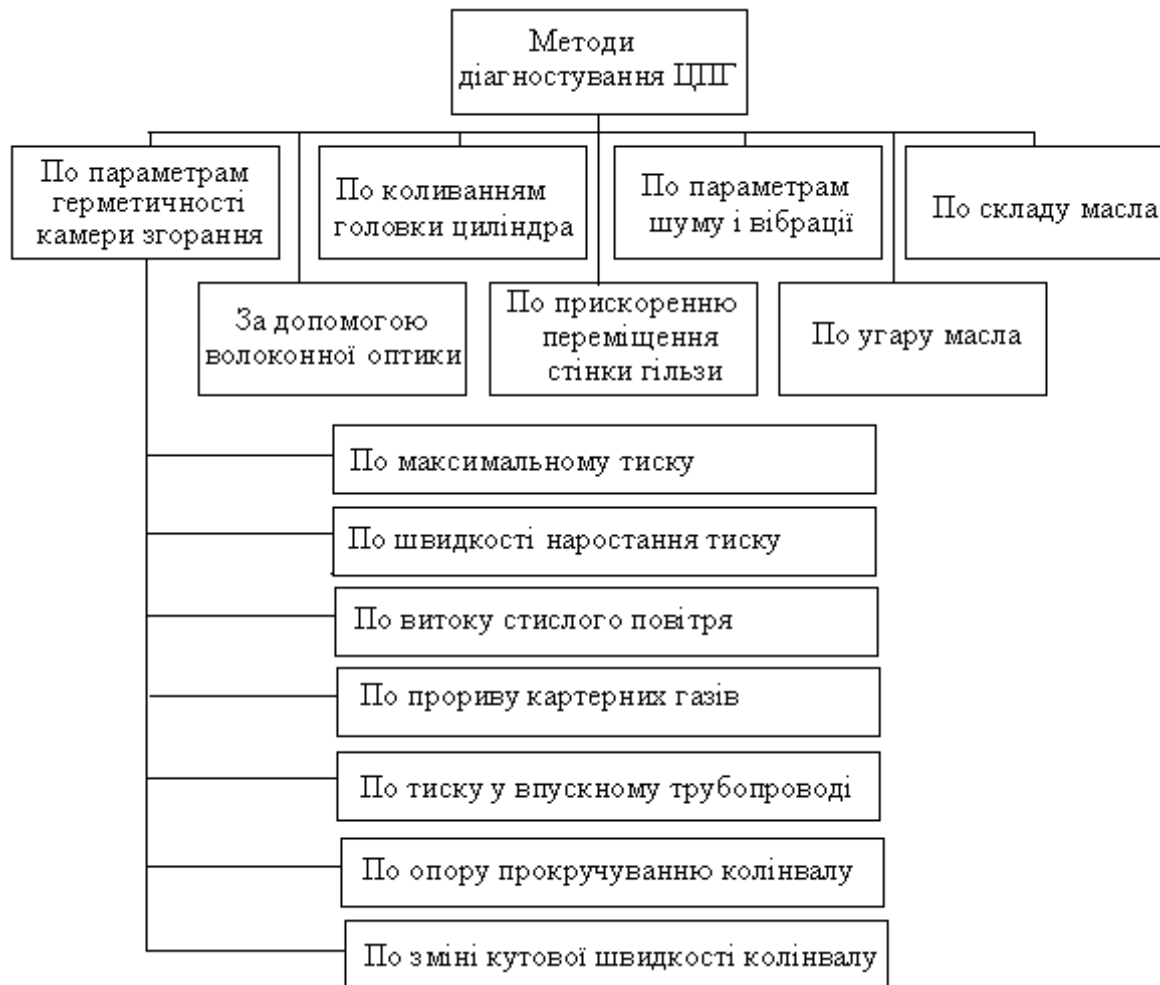 Методи
діагностування ЦПГ
По параметрам
герметичності
камери згорання
По коливанням
головки циліндра
По параметрам
шуму і вібрації
По складу масла
За допомогою
волоконної оптики
По прискоренню
переміщення
стінки гільзи
По угару масла
По максимальному тиску
По швидкості наростання тиску
По витоку стислого повітря
По прориву картерних газів
По тиску у впускному трубопроводі
По опору прокручуванню колінвалу
По зміні кутової швидкості колінвалу